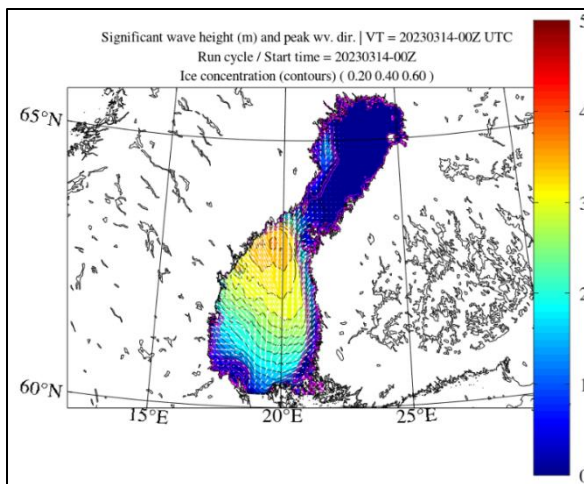 Significant wave height (m) and peak wv. dir. | VT = 20230314-00Z UTC
Run cycle / Start time = 20230314-00Z
Ice concentration (contours) ( 0.20 0.40 0.60 )
5
65°N
4
3
2
1
60°N
15°E
20°E
25°E
0